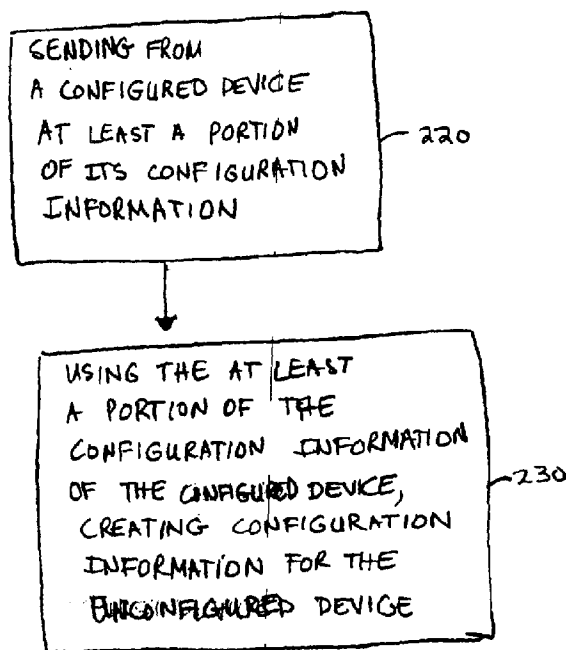 SENDING FROM
A CONFIGURED DEVICE
AT LEAST A PORTION
OF ITS CONFIGURATION
INFORMATION
220
USING THE AT LEAST
A PORTION OF THE
CONFIGURATION INFORMATION
OF THE CONFIGURED DEVICE,
CREATING CONFIGURATION
INFORMATION FOR THE
UNCONFIGURED DEVICE
230